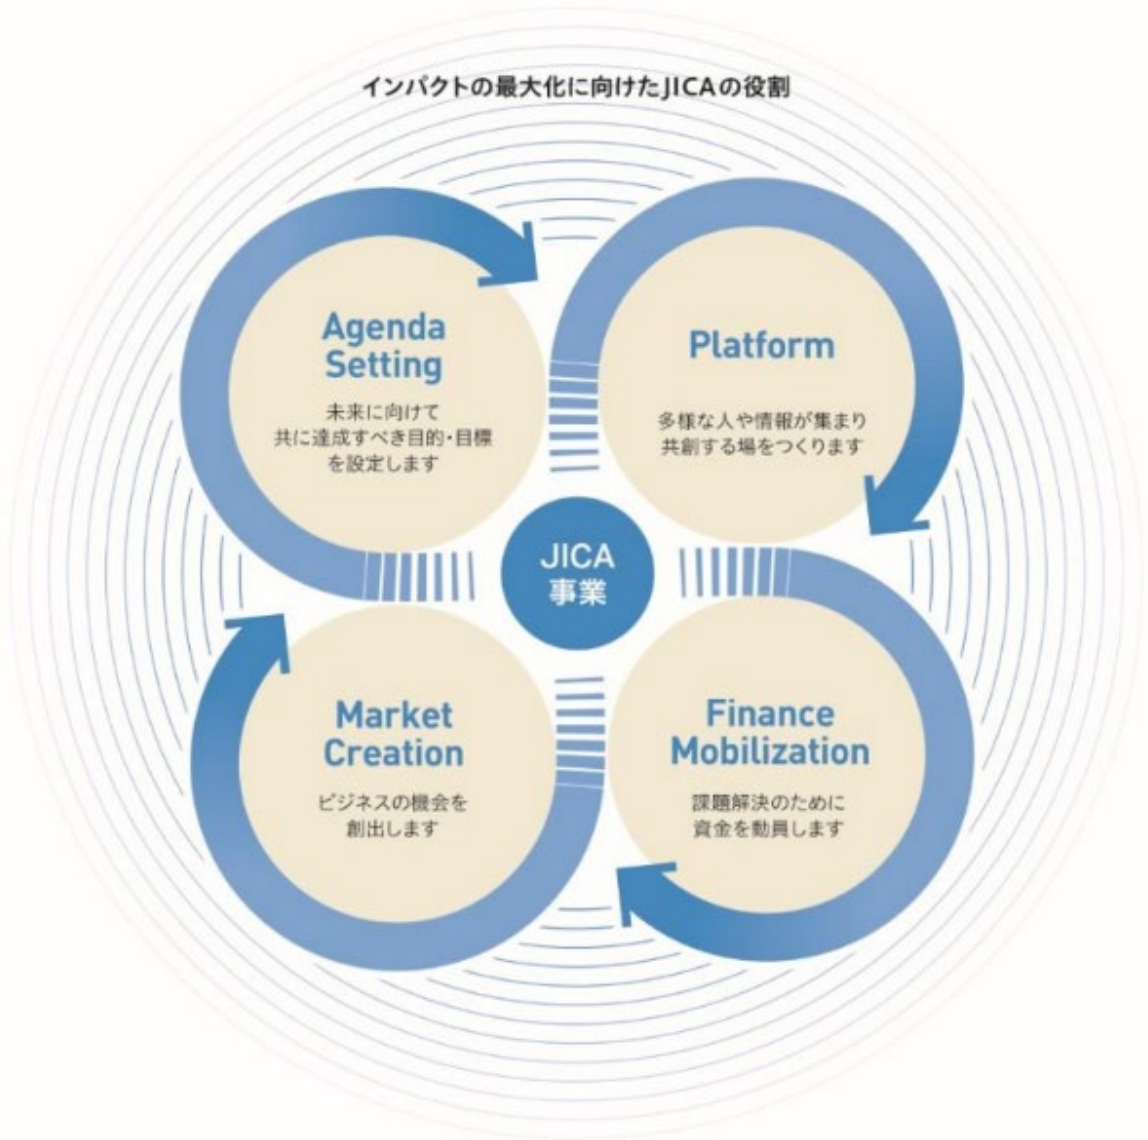 インパクトの最大化に向けたJICAの役割
Agenda
Setting
未来に向けて
共に達成すべき目的・目標
を設定します
Platform
多様な人や情報が集まり
共創する場をつくります
JICA
事業
Market
Creation
ビジネスの機会を
創出します
Finance
Mobilization
課題解決のために
資金を動員します